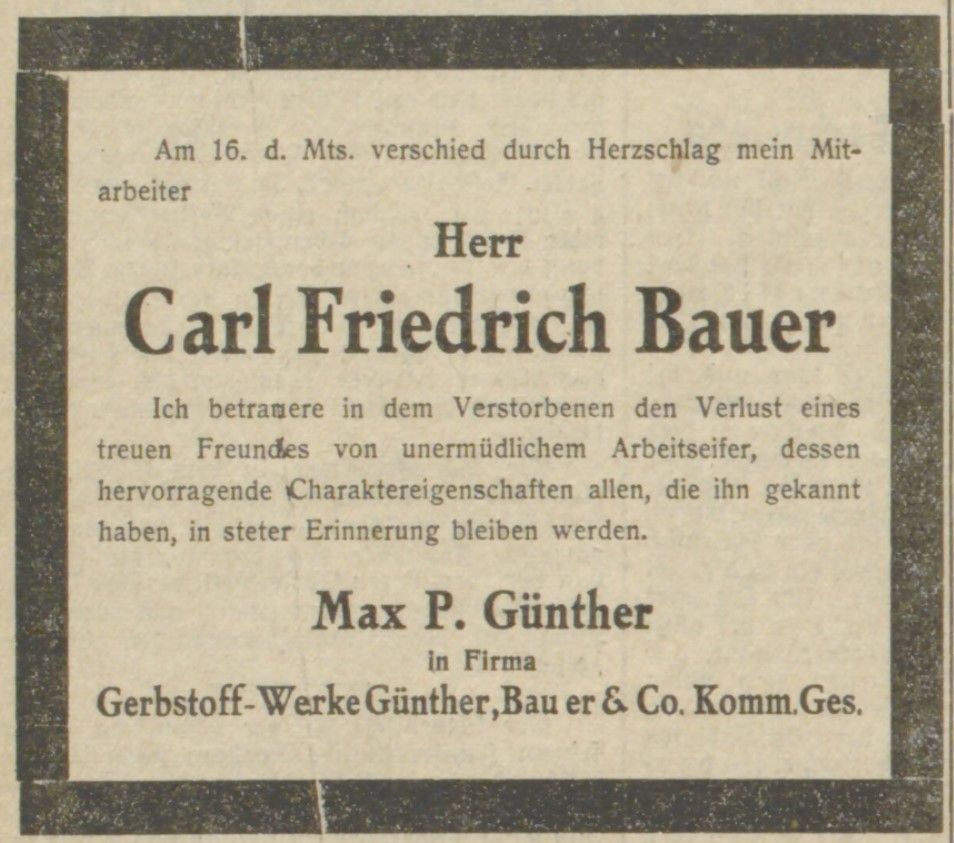 Am 16. d. Mts. verschied durch Herzschlag mein Mit-
arbeiter
Herr
Carl Friedrich Bauer
Ich betrauere in dem Verstorbenen den Verlust eines
treuen Freundes von unermüdlichem Arbeitseifer, dessen
hervorragende Charaktereigenschaften allen, die ihn gekannt
haben, in steter Erinnerung bleiben werden.
Max P. Günther
in Firma
Gerbstoff-Werke Günther, Bauer & Co. Komm. Ges.